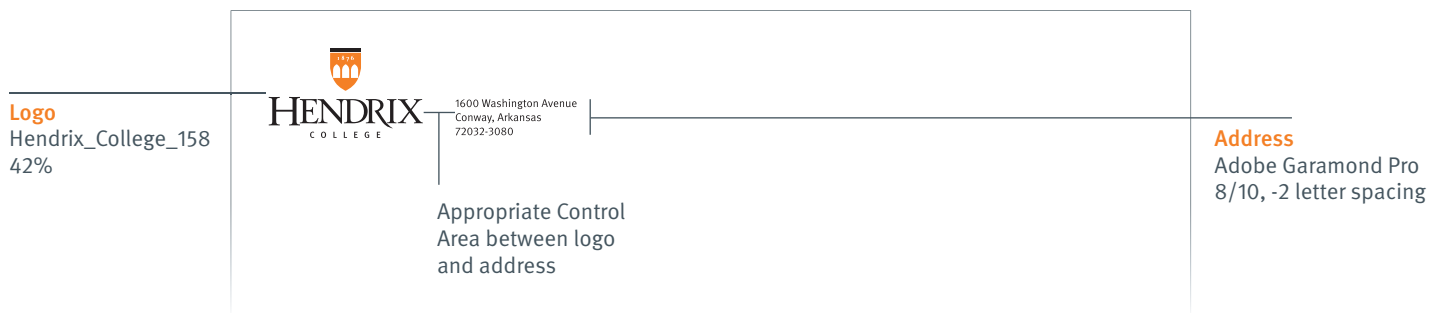 1876
HENDRIX
COLLEGE
1600 Washington Avenue
Conway, Arkansas
72032-3080
Logo
Hendrix_College_158
42%
Address
Adobe Garamond Pro
8/10, -2 letter spacing
Appropriate Control
Area between logo
and address